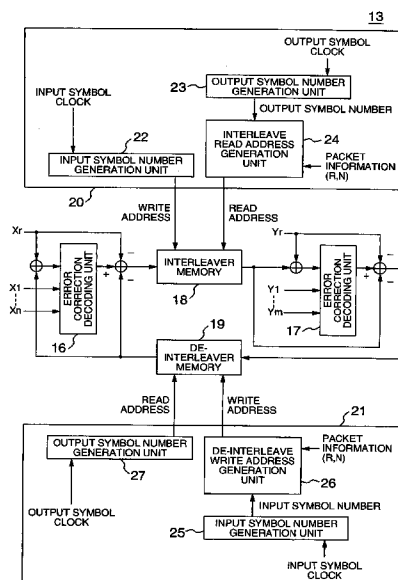 13
OUTPUT SYMBOL
CLOCK
23
OUTPUT SYMBOL NUMBER
GENERATION UNIT
OUTPUT SYMBOL NUMBER
INPUT SYMBOL
CLOCK
22
INPUT SYMBOL NUMBER
GENERATION UNIT
INTERLEAVE
READ ADDRESS
GENERATION
UNIT
24
PACKET
INFORMATION
(R,N)
20
WRITE
ADDRESS
READ
ADDRESS
Xr
X1
Xn
ERROR
CORRECTION
DECODING UNIT
16
+
−
−
INTERLEAVER
MEMORY
18
Yr
Y1
Ym
ERROR
CORRECTION
DECODING UNIT
17
+
−
−
19
DE-
INTERLEAVER
MEMORY
READ
ADDRESS
WRITE
ADDRESS
21
OUTPUT SYMBOL NUMBER
GENERATION UNIT
27
OUTPUT SYMBOL
CLOCK
DE-INTERLEAVE
WRITE ADDRESS
GENERATION
UNIT
26
PACKET
INFORMATION
(R,N)
INPUT SYMBOL NUMBER
25
INPUT SYMBOL NUMBER
GENERATION UNIT
INPUT SYMBOL
CLOCK